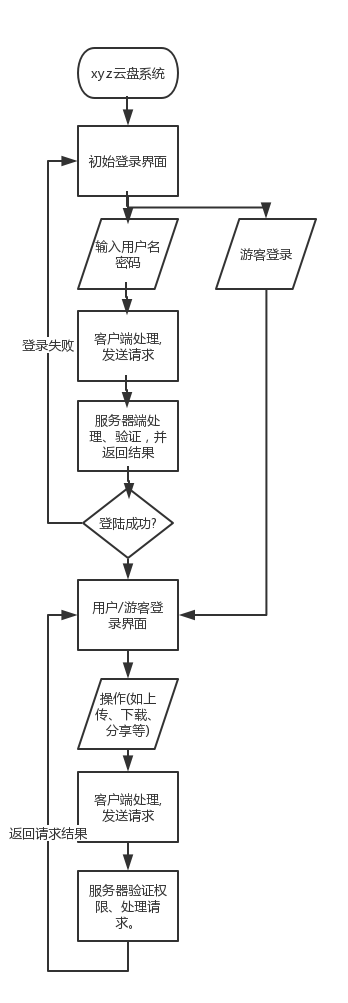 xyz云盘系统
初始登录界面
输入用户名
密码
游客登录
客户端处理,
发送请求
登录失败
服务器端处
理、验证，并
返回结果
登陆成功?
用户/游客登
录界面
操作(如上
传、下载、
分享等)
客户端处理,
发送请求
返回请求结果
服务器验证权
限、处理请
求。